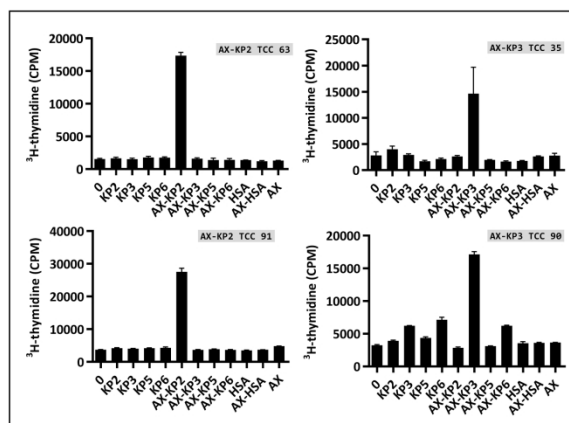 AX-KP2 TCC 63
³H-thymidine (CPM)
20000
15000
10000
5000
0
0 KP2 KP3 KP5 KP6 AX-KP2 AX-KP3 AX-KP5 AX-KP6 HSA AX-HSA AX
AX-KP3 TCC 35
³H-thymidine (CPM)
25000
20000
15000
10000
5000
0
0 KP2 KP3 KP5 KP6 AX-KP2 AX-KP3 AX-KP5 AX-KP6 HSA AX-HSA AX
AX-KP2 TCC 91
³H-thymidine (CPM)
40000
30000
20000
10000
0
0 KP2 KP3 KP5 KP6 AX-KP2 AX-KP3 AX-KP5 AX-KP6 HSA AX-HSA AX
AX-KP3 TCC 90
³H-thymidine (CPM)
20000
15000
10000
5000
0
0 KP2 KP3 KP5 KP6 AX-KP2 AX-KP3 AX-KP5 AX-KP6 HSA AX-HSA AX